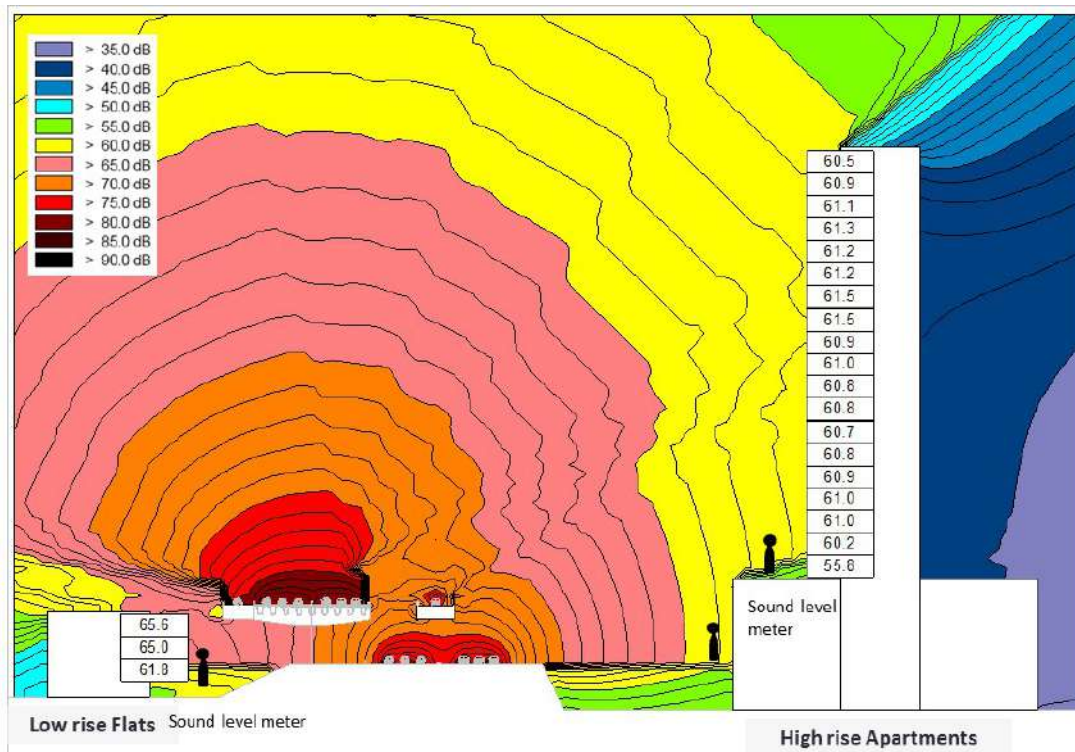 > 35.0 dB
> 40.0 dB
> 45.0 dB
> 50.0 dB
> 55.0 dB
> 60.0 dB
> 65.0 dB
> 70.0 dB
> 75.0 dB
> 80.0 dB
> 85.0 dB
> 90.0 dB
60.5
60.9
61.1
61.3
61.2
61.2
61.5
61.5
60.9
61.0
60.8
60.8
60.7
60.8
60.9
61.0
61.0
60.2
55.8
65.6
65.0
61.8
Sound level
meter
Low rise Flats
Sound level meter
High rise Apartments